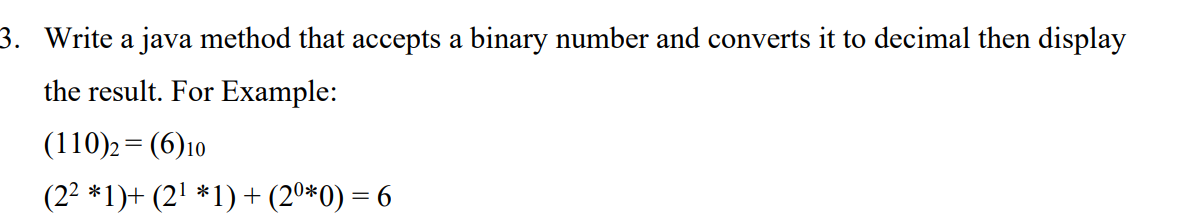 3. Write a java method that accepts a binary number and converts it to decimal then display
the result. For Example:
(110)₂ = (6)₁₀
(2² *1)+ (2¹ *1) + (2⁰*0) = 6